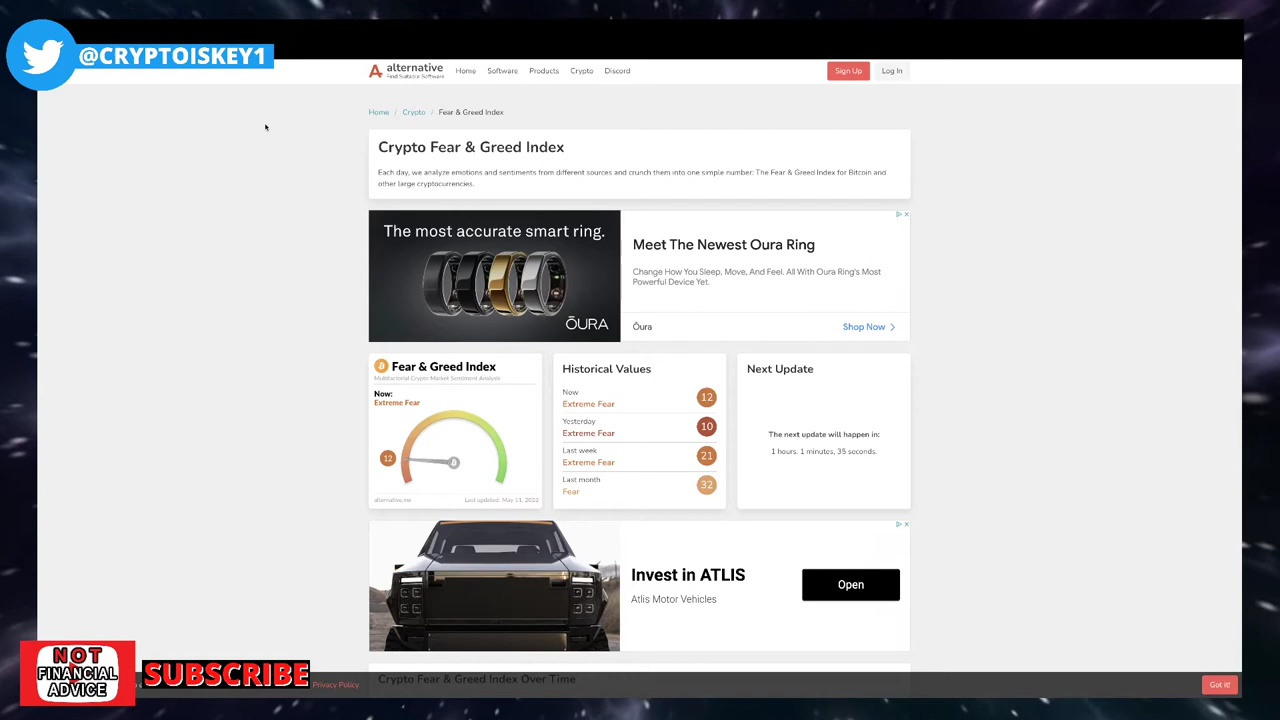 @CRYPTOISKEY1
alternative
Find Suitable Software
Home
Software
Products
Crypto
Discord
Sign Up
Log In
Home / Crypto / Fear & Greed Index
Crypto Fear & Greed Index
Each day, we analyze emotions and sentiments from different sources and crunch them into one simple number: The Fear & Greed Index for Bitcoin and
other large cryptocurrencies.
The most accurate smart ring.
ŌURA
Meet The Newest Oura Ring
Change How You Sleep, Move, And Feel. All With Oura Ring's Most
Powerful Device Yet.
Ōura
Shop Now
Fear & Greed Index
Multifactorial Crypto Market Sentiment Analysis
Now:
Extreme Fear
12
alternative.me
Last updated: May 11, 2022
Historical Values
Now
Extreme Fear
12
Yesterday
Extreme Fear
10
Last week
Extreme Fear
21
Last month
Fear
32
Next Update
The next update will happen in:
1 hours. 1 minutes, 35 seconds.
Invest in ATLIS
Atlis Motor Vehicles
Open
Crypto Fear & Greed Index Over Time
NOT
FINANCIAL
ADVICE
SUBSCRIBE
Privacy Policy
Got it!